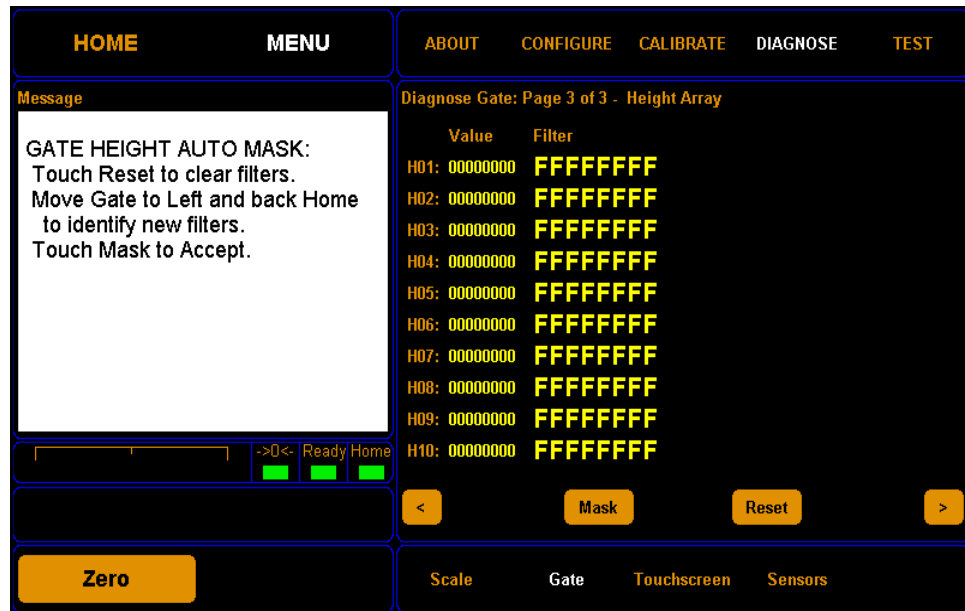 HOME MENU ABOUT CONFIGURE CALIBRATE DIAGNOSE TEST
Message
GATE HEIGHT AUTO MASK:
Touch Reset to clear filters.
Move Gate to Left and back Home
to identify new filters.
Touch Mask to Accept.
->0<- Ready Home
Diagnose Gate: Page 3 of 3 - Height Array
Value Filter
H01: 00000000 FFFFFFFF
H02: 00000000 FFFFFFFF
H03: 00000000 FFFFFFFF
H04: 00000000 FFFFFFFF
H05: 00000000 FFFFFFFF
H06: 00000000 FFFFFFFF
H07: 00000000 FFFFFFFF
H08: 00000000 FFFFFFFF
H09: 00000000 FFFFFFFF
H10: 00000000 FFFFFFFF
< Mask Reset >
Zero
Scale Gate Touchscreen Sensors